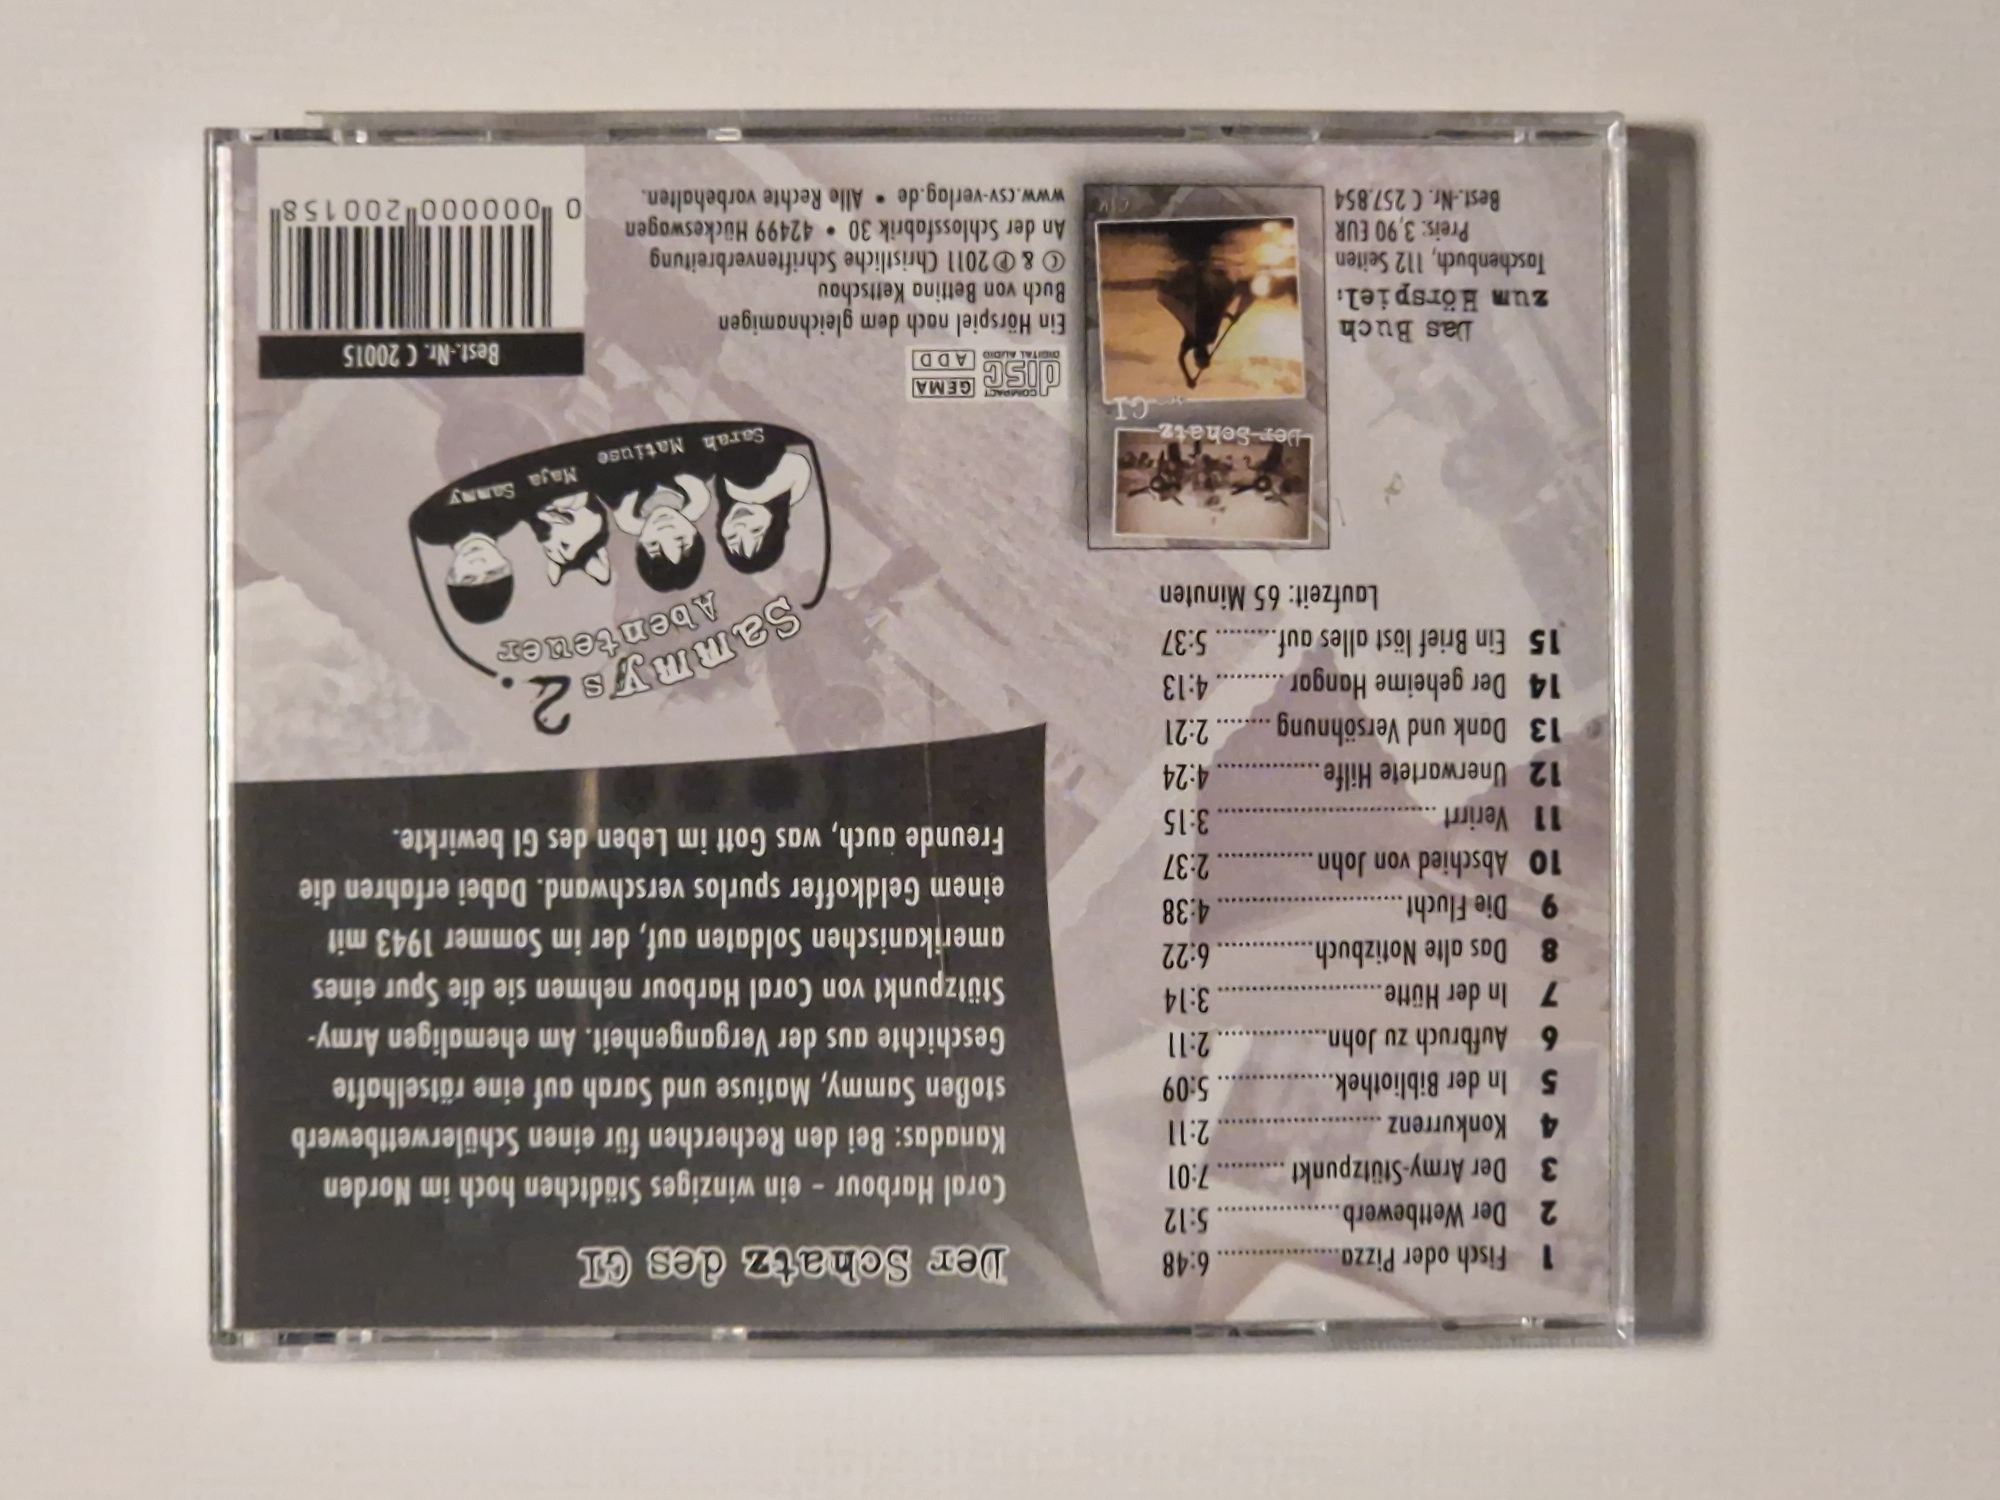 1 Fisch oder Pizza.................. 6:48
2 Der Wettbewerb.................. 5:12
3 Der Army-Stützpunkt .......... 7:01
4 Konkurrenz ........................ 2:11
5 In der Bibliothek................. 5:09
6 Aufbruch zu John................ 2:11
7 In der Hütte........................ 3:14
8 Das alte Notizbuch.............. 6:22
9 Die Flucht........................... 4:38
10 Abschied von John.............. 2:37
11 Verirrt ................................ 3:15
12 Unerwartete Hilfe............... 4:24
13 Dank und Versöhnung ........ 2:21
14 Der geheime Hangar .......... 4:13
15 Ein Brief löst alles auf......... 5:37
Laufzeit: 65 Minuten
Der Schatz des GI
Coral Harbour – ein winziges Städtchen hoch im Norden
Kanadas: Bei den Recherchen für einen Schülerwettbewerb
stoßen Sammy, Matiuse und Sarah auf eine rätselhafte
Geschichte aus der Vergangenheit. Am ehemaligen Army-
Stützpunkt von Coral Harbour nehmen sie die Spur eines
amerikanischen Soldaten auf, der im Sommer 1943 mit
einem Geldkoffer spurlos verschwand. Dabei erfahren die
Freunde auch, was Gott im Leben des GI bewirkte.
Sammys
Abenteuer
2.
Sarah Matiuse Maja Sammy
Der Schatz
GI
csv
Das Buch
zum Hörspiel:
Taschenbuch, 112 Seiten
Preis: 3,90 EUR
Best.-Nr. C 257.854
COMPACT
disc
DIGITAL AUDIO
GEMA
ADD
Ein Hörspiel nach dem gleichnamigen
Buch von Bettina Kettschau
© & ℗ 2011 Christliche Schriftenverbreitung
An der Schlossfabrik 30 • 42499 Hückeswagen
www.csv-verlag.de • Alle Rechte vorbehalten.
Best.-Nr. C 20015
0 000000 200158